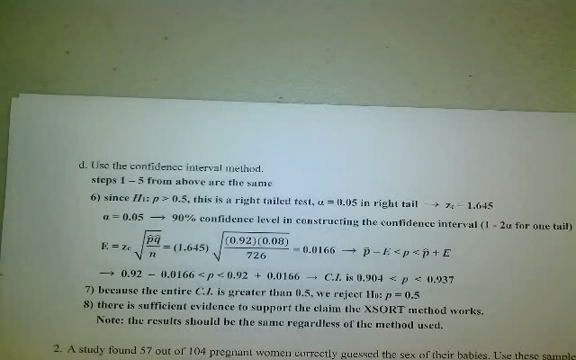 d. Use the confidence interval method.
steps 1 – 5 from above are the same
6) since H₁: p > 0.5, this is a right tailed test, α = 0.05 in right tail → z꜀ = 1.645
α = 0.05 → 90% confidence level in constructing the confidence interval (1 - 2α for one tail)
E = z꜀ √(p̂q̂/n) = (1.645) √((0.92)(0.08)/726) = 0.0166 → p̂ – E < p < p̂ + E
→ 0.92 – 0.0166 < p < 0.92 + 0.0166 → C.I. is 0.904 < p < 0.937
7) because the entire C.I. is greater than 0.5, we reject H₀: p = 0.5
8) there is sufficient evidence to support the claim the XSORT method works.
Note: the results should be the same regardless of the method used.
2. A study found 57 out of 104 pregnant women correctly guessed the sex of their babies. Use these sample